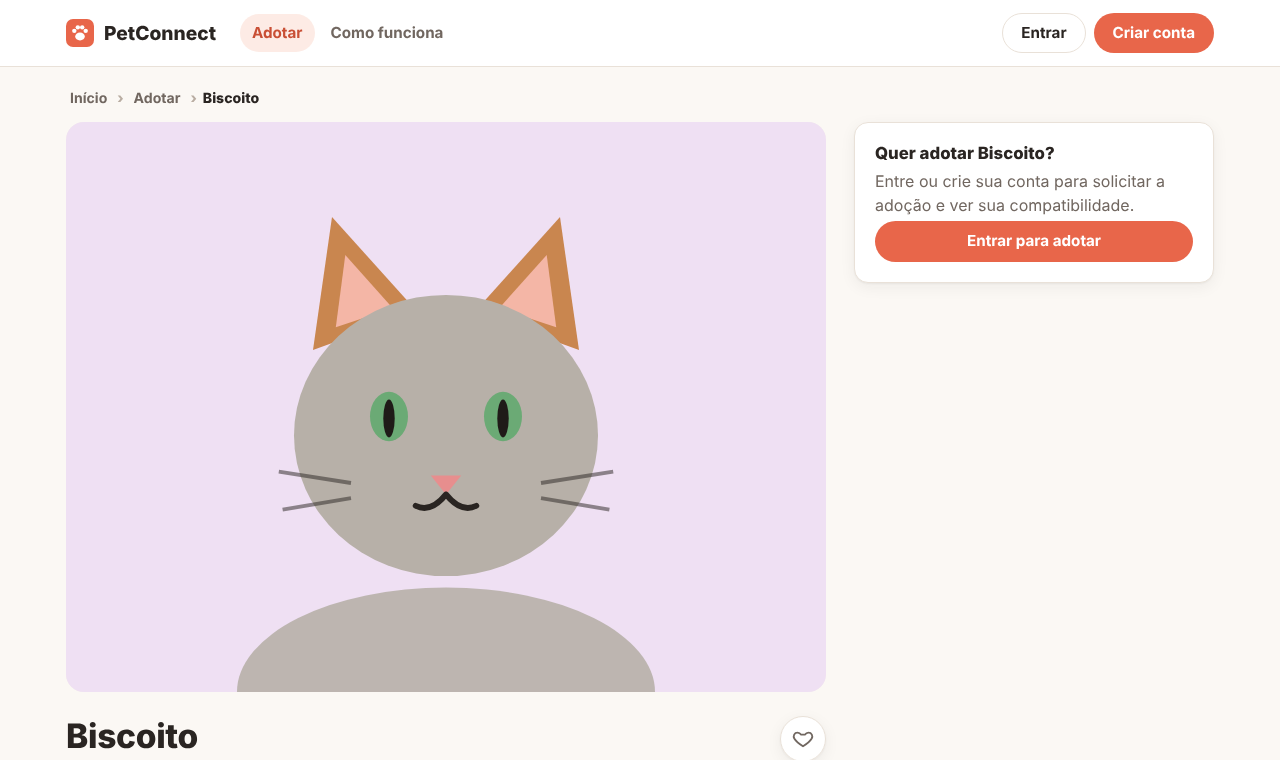 PetConnect
Adotar
Como funciona
Entrar
Criar conta
Início › Adotar › Biscoito
Quer adotar Biscoito?
Entre ou crie sua conta para solicitar a
adoção e ver sua compatibilidade.
Entrar para adotar
Biscoito